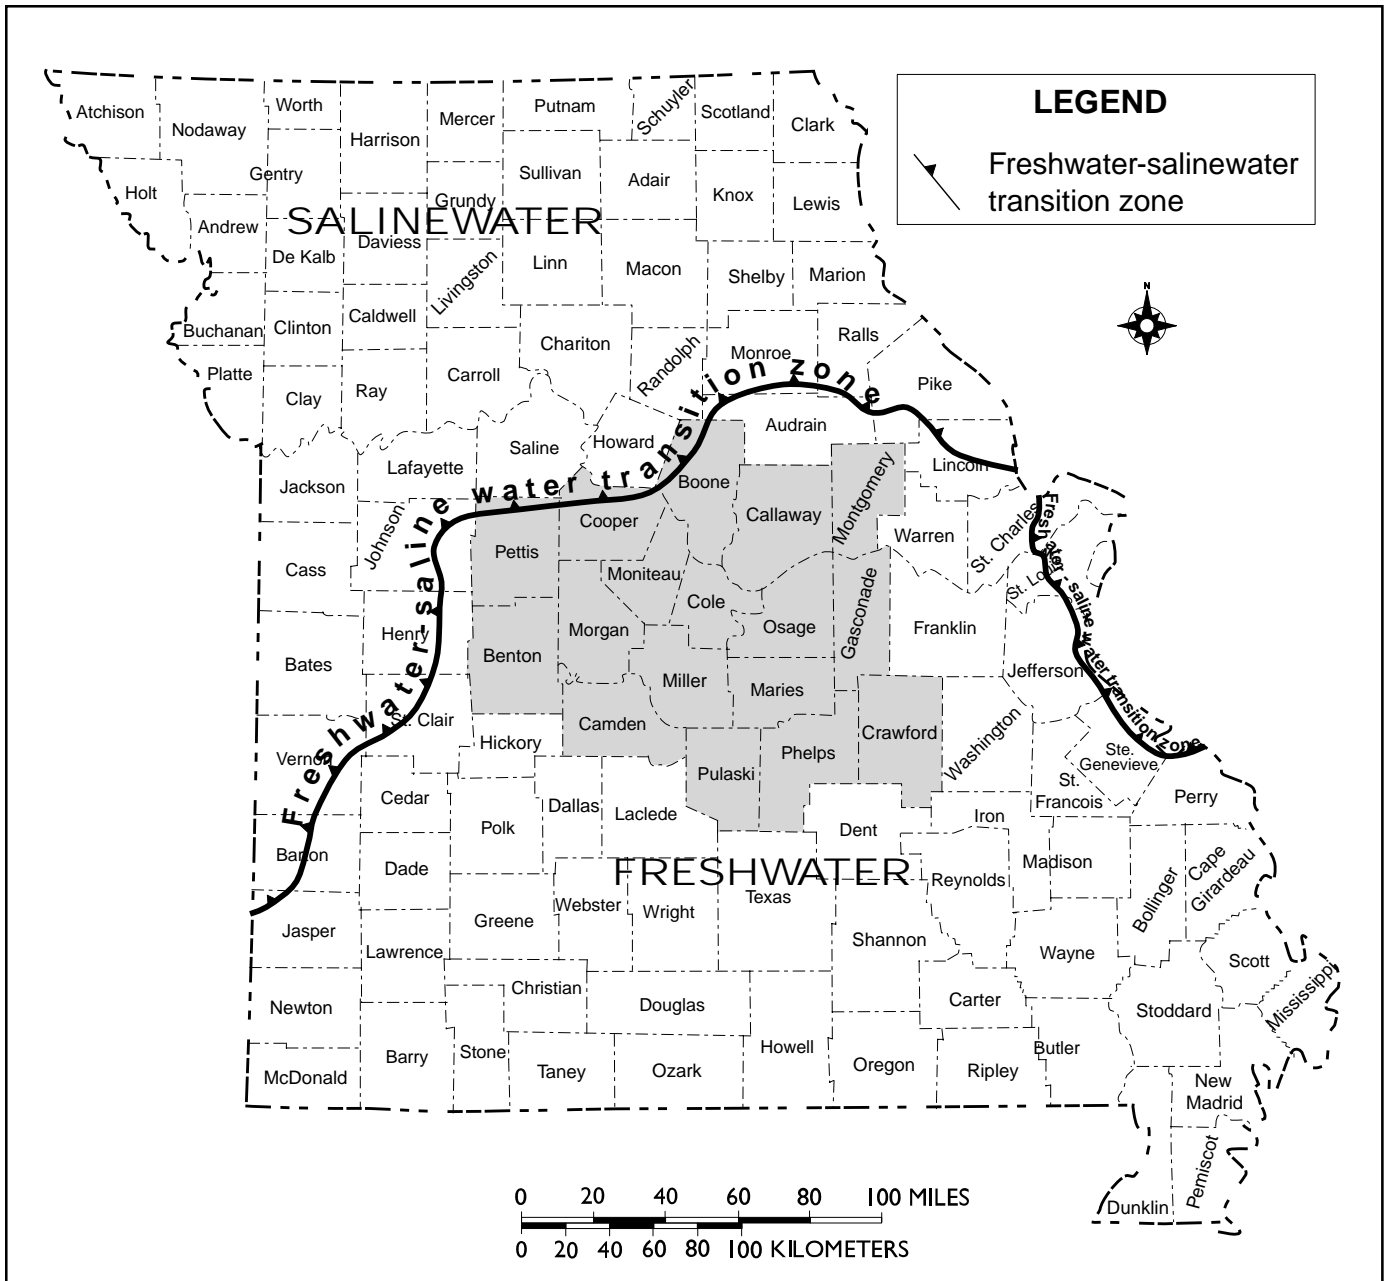 LEGEND
Freshwater-salinewater
transition zone
N
Atchison
Nodaway
Worth
Harrison
Mercer
Putnam
Schuyler
Scotland
Clark
Holt
Gentry
Grundy
Sullivan
Adair
Knox
Lewis
SALINEWATER
Andrew
De Kalb
Daviess
Livingston
Linn
Macon
Shelby
Marion
Buchanan
Clinton
Caldwell
Chariton
Randolph
Monroe
Ralls
Platte
Clay
Ray
Carroll
Pike
Freshwater-saline water transition zone
Jackson
Lafayette
Saline
Howard
Boone
Audrain
Montgomery
Lincoln
Cass
Johnson
Pettis
Cooper
Callaway
Warren
St. Charles
St. Louis
Fresh water - saline water transition zone
Moniteau
Cole
Bates
Henry
Benton
Morgan
Osage
Gasconade
Franklin
Jefferson
Miller
Maries
Vernon
St. Clair
Hickory
Camden
Pulaski
Phelps
Crawford
Washington
Ste.
Genevieve
St.
Francois
Perry
Barton
Cedar
Polk
Dallas
Laclede
Dent
Iron
Madison
Cape
Girardeau
Bollinger
FRESHWATER
Dade
Jasper
Lawrence
Greene
Webster
Wright
Texas
Reynolds
Shannon
Wayne
Scott
Mississippi
Newton
Christian
Douglas
Carter
Stoddard
McDonald
Barry
Stone
Taney
Ozark
Howell
Oregon
Ripley
Butler
New
Madrid
Pemiscot
Dunklin
0 20 40 60 80 100 MILES
0 20 40 60 80 100 KILOMETERS